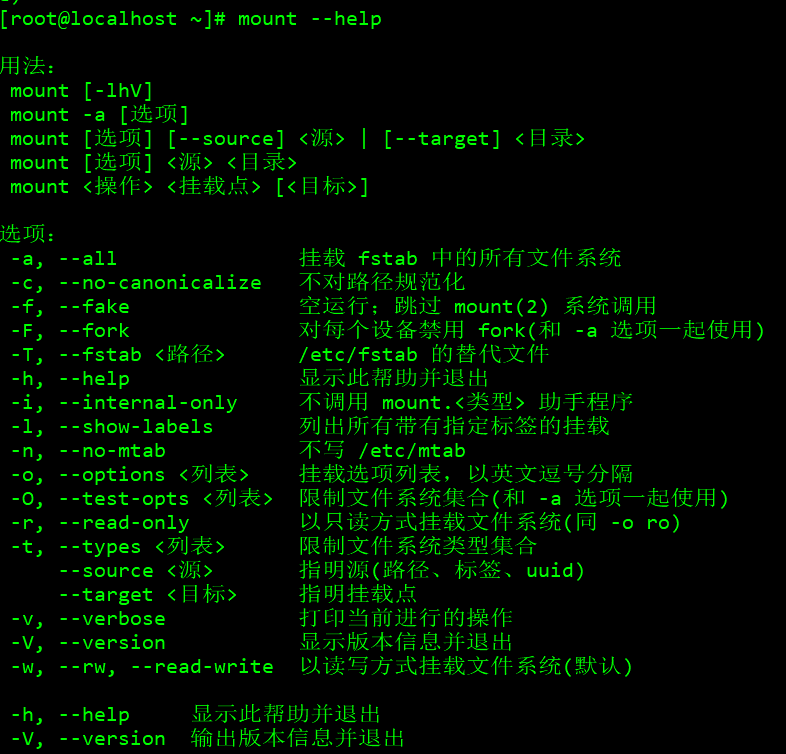 [root@localhost ~]# mount --help
用法:
mount [-lhV]
mount -a [选项]
mount [选项] [--source] <源> | [--target] <目录>
mount [选项] <源> <目录>
mount <操作> <挂载点> [<目标>]
选项:
-a, --all 挂载 fstab 中的所有文件系统
-c, --no-canonicalize 不对路径规范化
-f, --fake 空运行；跳过 mount(2) 系统调用
-F, --fork 对每个设备禁用 fork(和 -a 选项一起使用)
-T, --fstab <路径> /etc/fstab 的替代文件
-h, --help 显示此帮助并退出
-i, --internal-only 不调用 mount.<类型> 助手程序
-l, --show-labels 列出所有带有指定标签的挂载
-n, --no-mtab 不写 /etc/mtab
-o, --options <列表> 挂载选项列表，以英文逗号分隔
-O, --test-opts <列表> 限制文件系统集合(和 -a 选项一起使用)
-r, --read-only 以只读方式挂载文件系统(同 -o ro)
-t, --types <列表> 限制文件系统类型集合
--source <源> 指明源(路径、标签、uuid)
--target <目标> 指明挂载点
-v, --verbose 打印当前进行的操作
-V, --version 显示版本信息并退出
-w, --rw, --read-write 以读写方式挂载文件系统(默认)
-h, --help 显示此帮助并退出
-V, --version 输出版本信息并退出